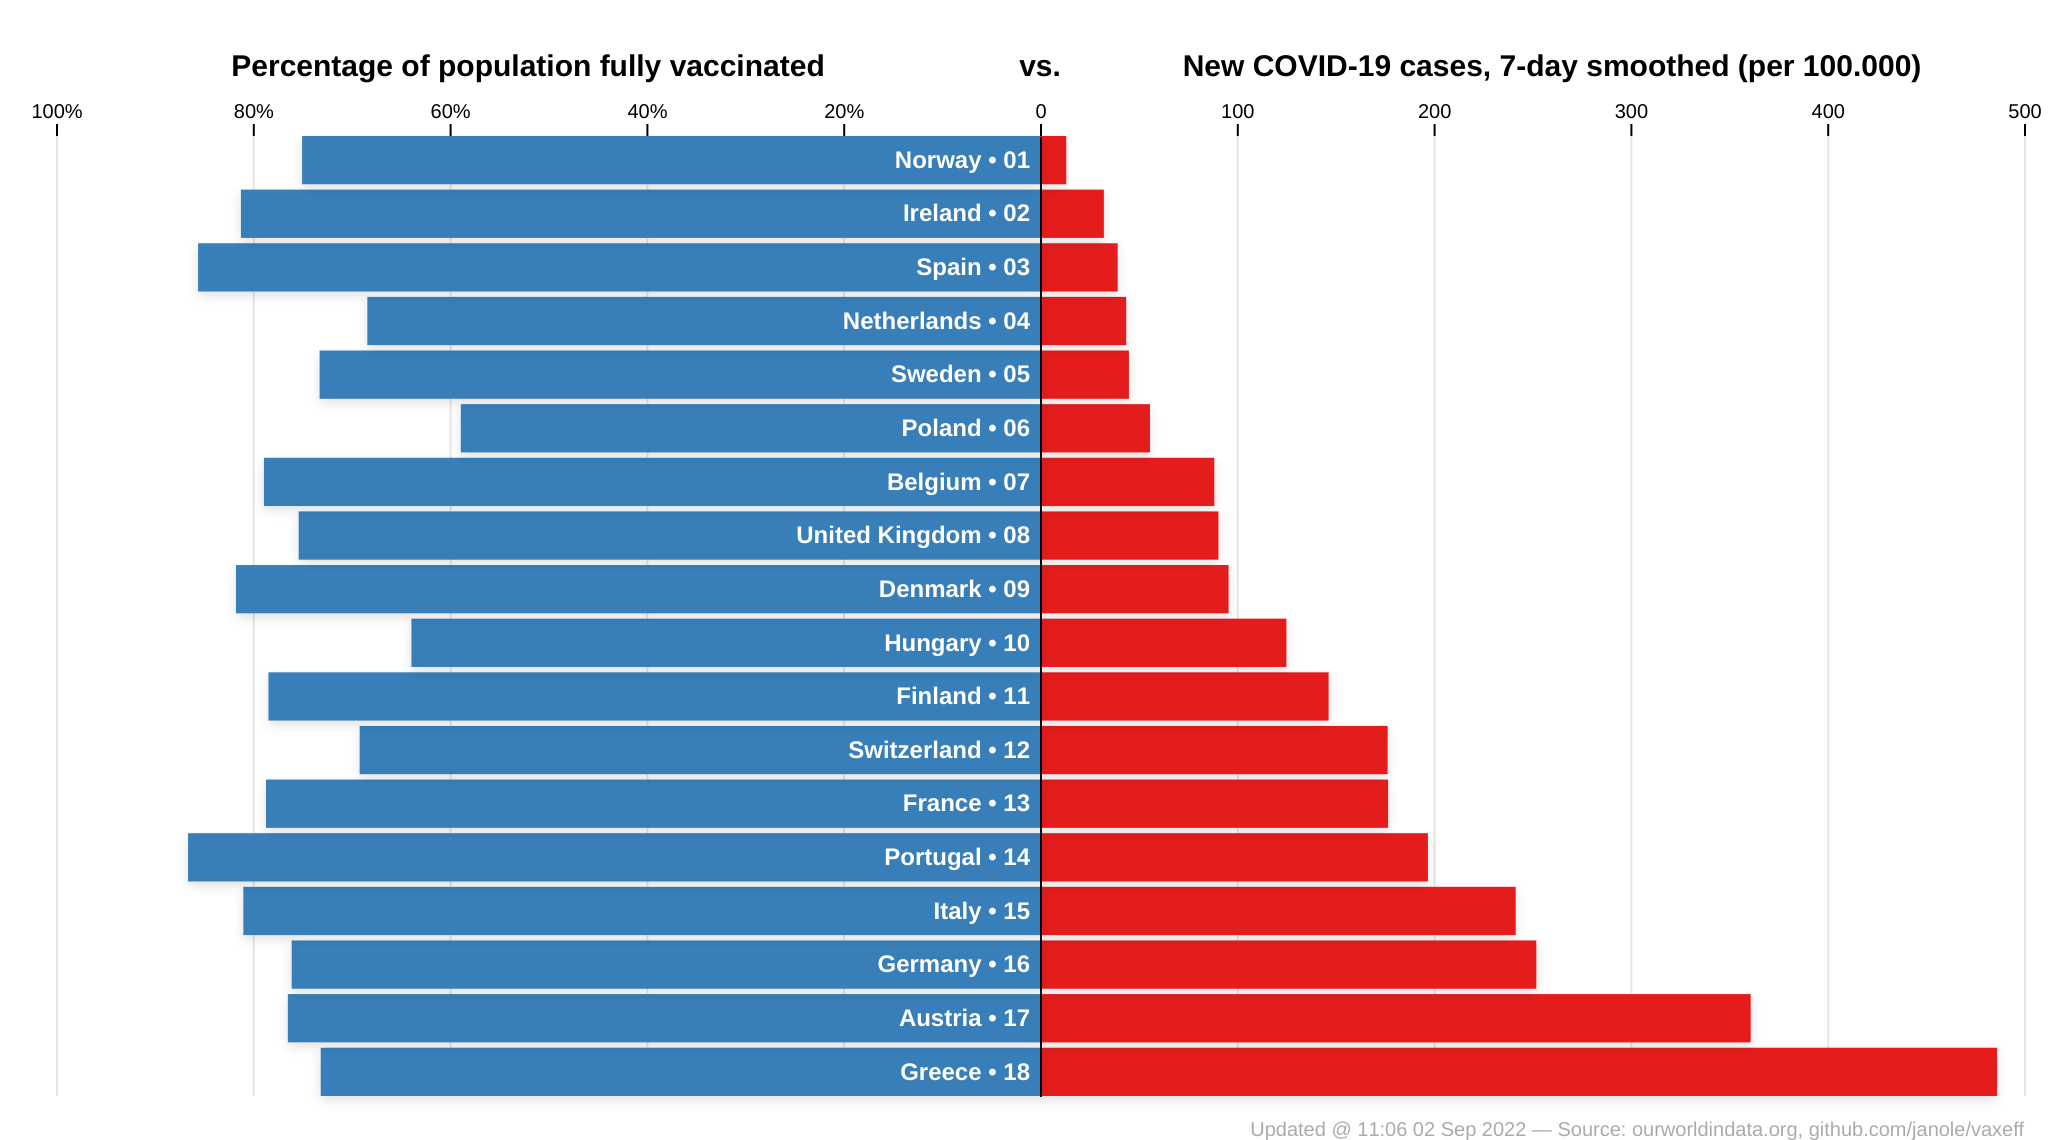 Percentage of population fully vaccinated vs. New COVID-19 cases, 7-day smoothed (per 100.000)
100% 80% 60% 40% 20% 0 100 200 300 400 500
Norway • 01
Ireland • 02
Spain • 03
Netherlands • 04
Sweden • 05
Poland • 06
Belgium • 07
United Kingdom • 08
Denmark • 09
Hungary • 10
Finland • 11
Switzerland • 12
France • 13
Portugal • 14
Italy • 15
Germany • 16
Austria • 17
Greece • 18
Updated @ 11:06 02 Sep 2022 — Source: ourworldindata.org, github.com/janole/vaxeff